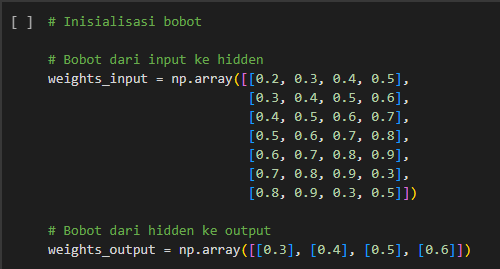 [ ] # Inisialisasi bobot
# Bobot dari input ke hidden
weights_input = np.array([[0.2, 0.3, 0.4, 0.5],
[0.3, 0.4, 0.5, 0.6],
[0.4, 0.5, 0.6, 0.7],
[0.5, 0.6, 0.7, 0.8],
[0.6, 0.7, 0.8, 0.9],
[0.7, 0.8, 0.9, 0.3],
[0.8, 0.9, 0.3, 0.5]])
# Bobot dari hidden ke output
weights_output = np.array([[0.3], [0.4], [0.5], [0.6]])